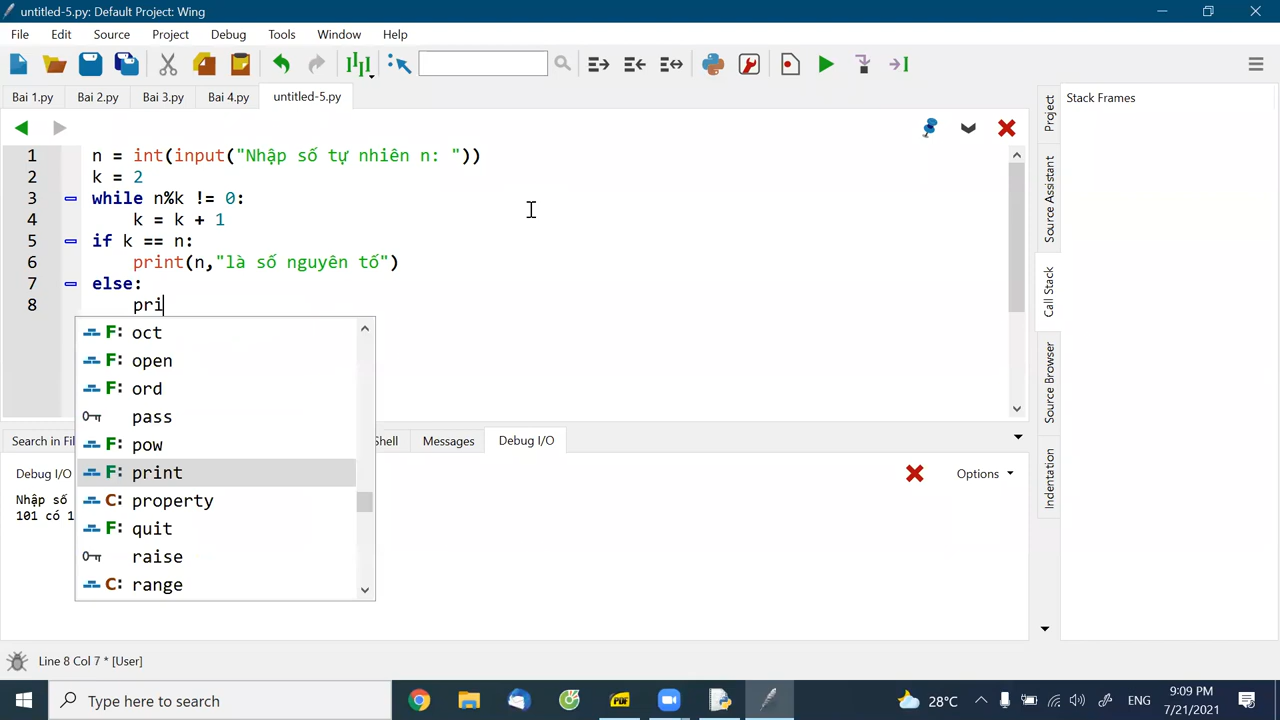 untitled-5.py: Default Project: Wing
File Edit Source Project Debug Tools Window Help
Bai 1.py Bai 2.py Bai 3.py Bai 4.py untitled-5.py
1 n = int(input("Nhập số tự nhiên n: "))
2 k = 2
3 while n%k != 0:
4 k = k + 1
5 if k == n:
6 print(n,"là số nguyên tố")
7 else:
8 pri
F: oct
F: open
F: ord
pass
F: pow
F: print
C: property
F: quit
raise
C: range
Search in Fi Shell Messages Debug I/O
Debug I/O Options
Nhập số
101 có 1
Stack Frames
Project
Source Assistant
Call Stack
Source Browser
Indentation
Line 8 Col 7 * [User]
Type here to search
PDF
28°C ENG 9:09 PM
7/21/2021